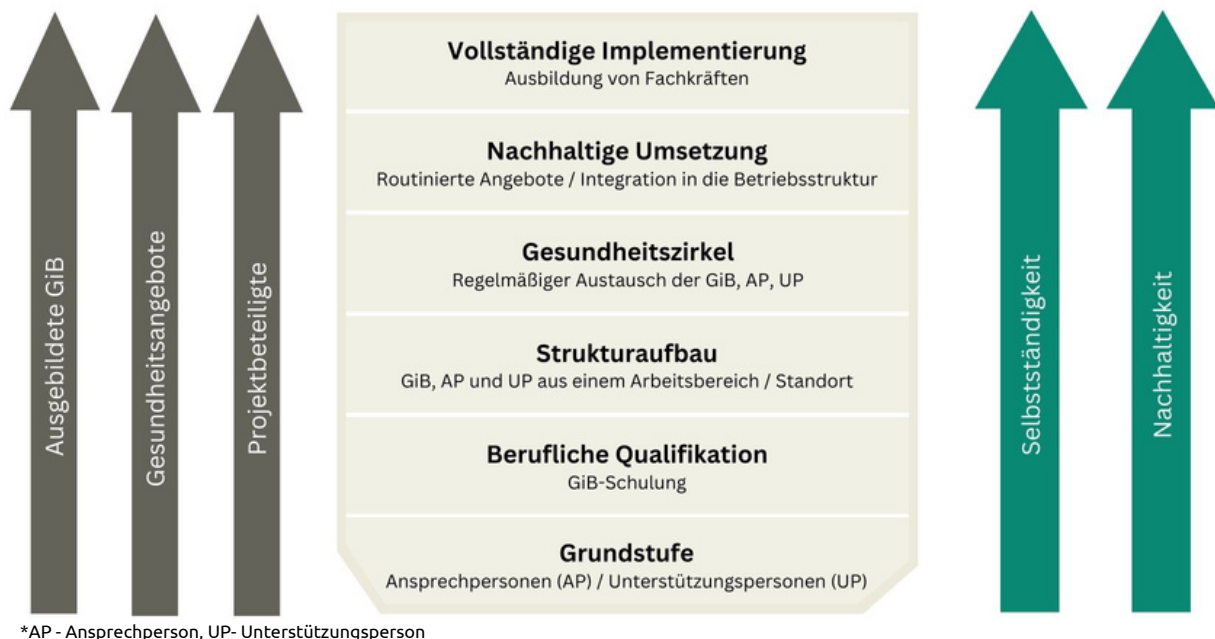 Ausgebildete GiB
Gesundheitsangebote
Projektbeteiligte
Vollständige Implementierung
Ausbildung von Fachkräften
Nachhaltige Umsetzung
Routinierte Angebote / Integration in die Betriebsstruktur
Gesundheitszirkel
Regelmäßiger Austausch der GiB, AP, UP
Strukturaufbau
GiB, AP und UP aus einem Arbeitsbereich / Standort
Berufliche Qualifikation
GiB-Schulung
Grundstufe
Ansprechpersonen (AP) / Unterstützungspersonen (UP)
Selbstständigkeit
Nachhaltigkeit
*AP - Ansprechperson, UP- Unterstützungsperson